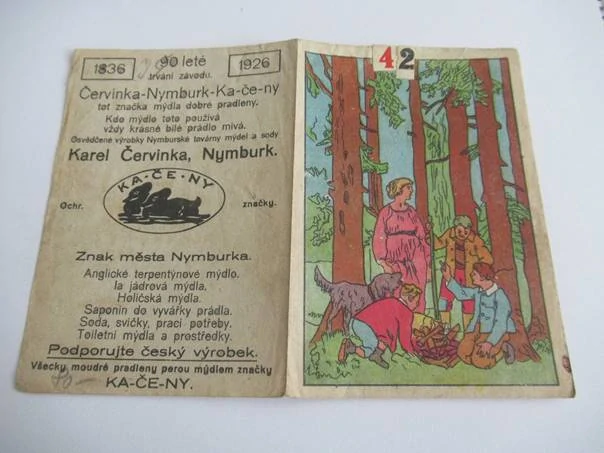 1836 90 leté 1926
trvání závodu.
Červinka-Nymburk-Ka-če-ny
tot značka mýdla dobré pradleny.
Kdo mýdlo toto používá
vždy krásné bílé prádlo mívá.
Osvědčené výrobky Nymburské továrny mýdel a sody
Karel Červinka, Nymburk.
KA-ČE-NY
Ochr. značky.
Znak města Nymburka.
Anglické terpentýnové mýdlo.
Ia jádrová mýdla.
Holičská mýdla.
Saponin do vyvářky prádla.
Soda, svíčky, prací potřeby.
Toiletní mýdla a prostředky.
Podporujte český výrobek.
Všecky moudré pradleny perou mýdlem značky
KA-ČE-NY.
42